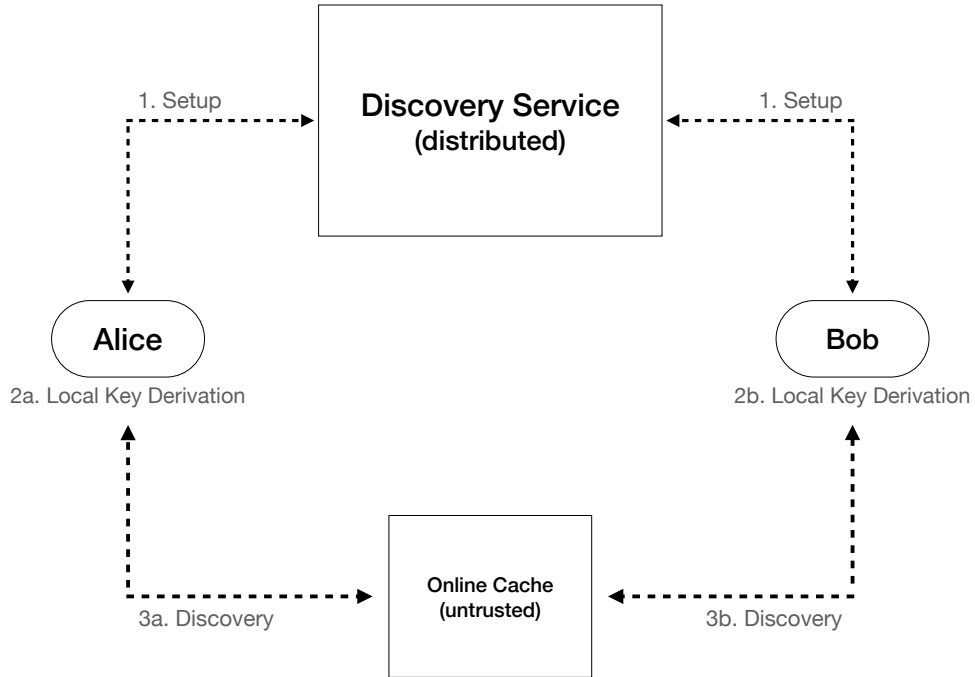 1. Setup
Discovery Service
(distributed)
1. Setup
Alice
Bob
2a. Local Key Derivation
2b. Local Key Derivation
Online Cache
(untrusted)
3a. Discovery
3b. Discovery